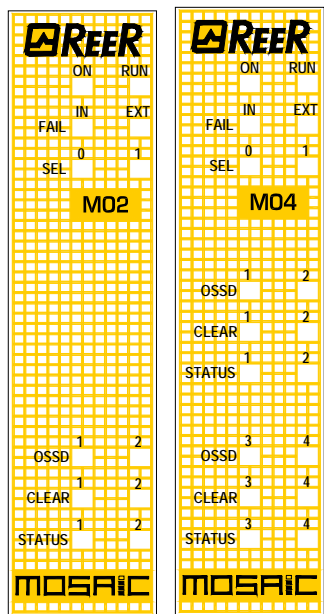 REER
ON RUN
IN EXT
FAIL
0 1
SEL
MO2
1 2
OSSD
1 2
CLEAR
1 2
STATUS
MOSAIC
REER
ON RUN
IN EXT
FAIL
0 1
SEL
MO4
1 2
OSSD
1 2
CLEAR
1 2
STATUS
3 4
OSSD
3 4
CLEAR
3 4
STATUS
MOSAIC